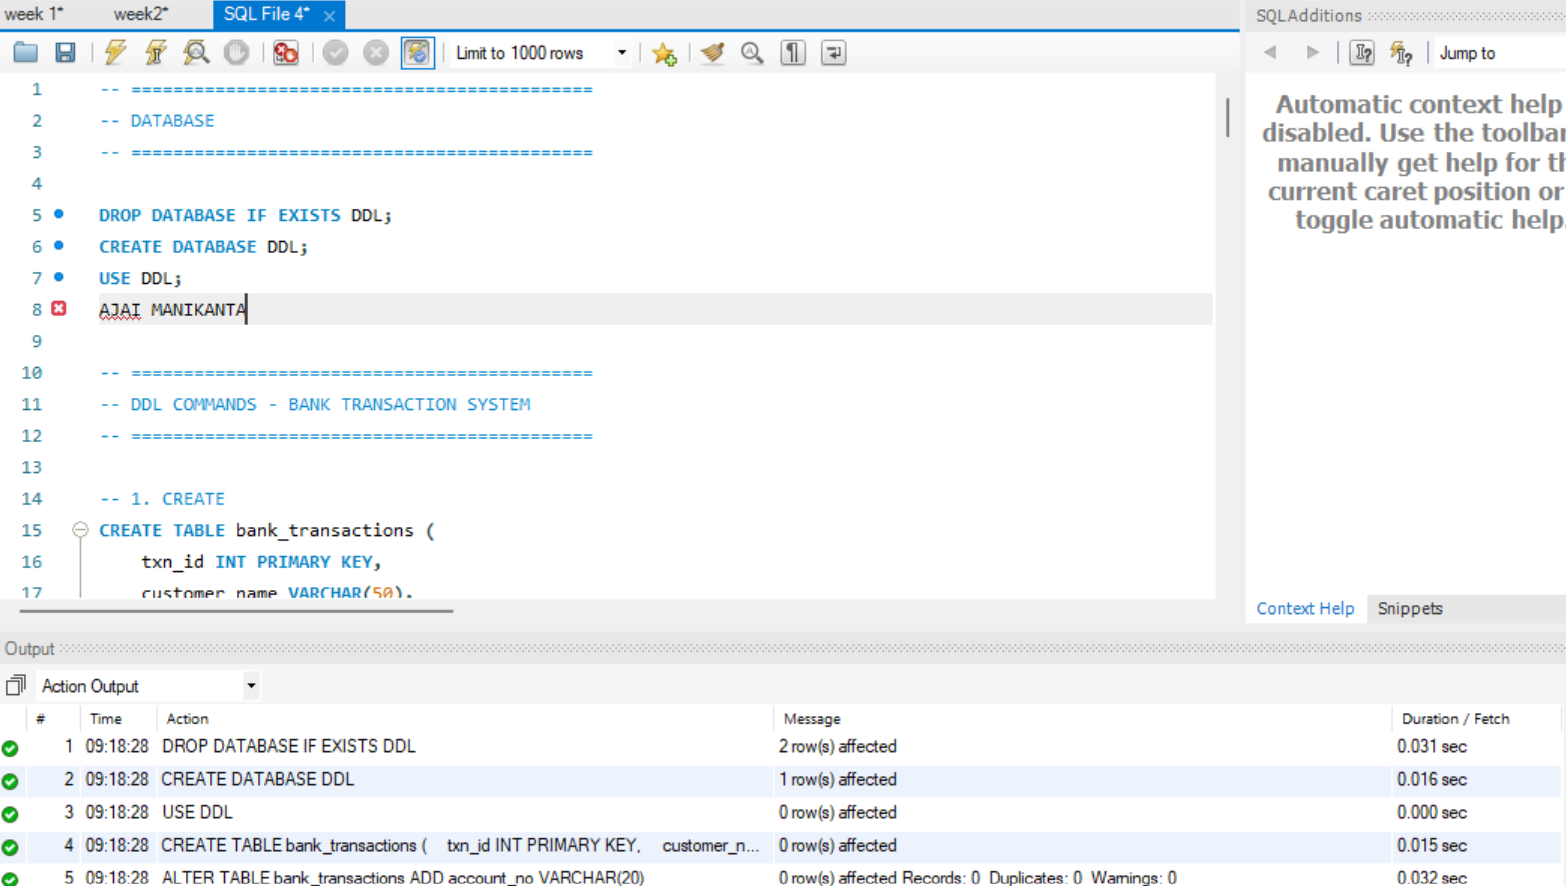 week 1*
week2*
SQL File 4*
Limit to 1000 rows
SQLAdditions
Jump to
1 -- ============================================
2 -- DATABASE
3 -- ============================================
4
5 DROP DATABASE IF EXISTS DDL;
6 CREATE DATABASE DDL;
7 USE DDL;
8 AJAI MANIKANTA
9
10 -- ============================================
11 -- DDL COMMANDS - BANK TRANSACTION SYSTEM
12 -- ============================================
13
14 -- 1. CREATE
15 CREATE TABLE bank_transactions (
16 txn_id INT PRIMARY KEY,
17 customer_name VARCHAR(50),
Automatic context help
disabled. Use the toolbar
manually get help for th
current caret position or
toggle automatic help.
Context Help Snippets
Output
Action Output
# Time Action Message Duration / Fetch
1 09:18:28 DROP DATABASE IF EXISTS DDL 2 row(s) affected 0.031 sec
2 09:18:28 CREATE DATABASE DDL 1 row(s) affected 0.016 sec
3 09:18:28 USE DDL 0 row(s) affected 0.000 sec
4 09:18:28 CREATE TABLE bank_transactions ( txn_id INT PRIMARY KEY, customer_n... 0 row(s) affected 0.015 sec
5 09:18:28 ALTER TABLE bank_transactions ADD account_no VARCHAR(20) 0 row(s) affected Records: 0 Duplicates: 0 Warnings: 0 0.032 sec